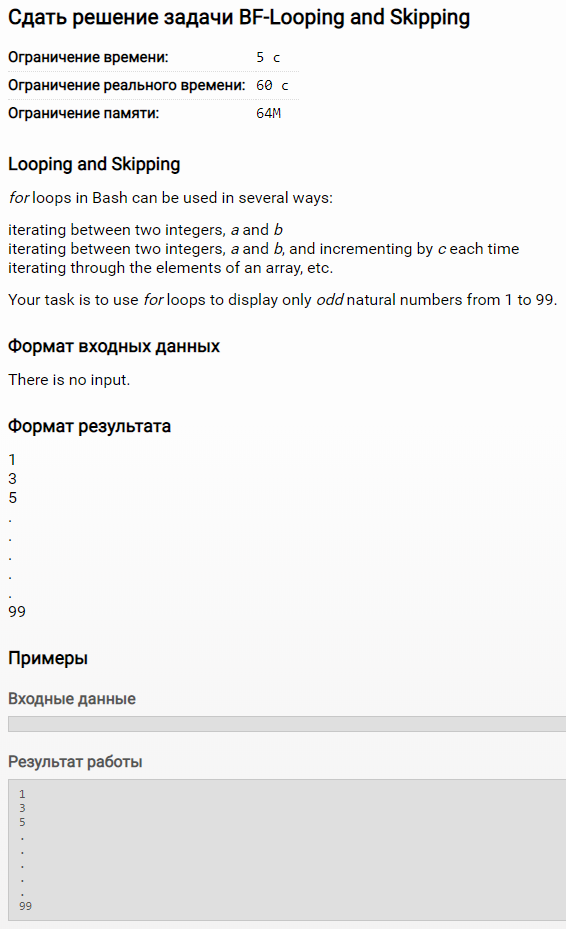 Сдать решение задачи BF-Looping and Skipping
Ограничение времени: 5 с
Ограничение реального времени: 60 с
Ограничение памяти: 64M
Looping and Skipping
for loops in Bash can be used in several ways:
iterating between two integers, a and b
iterating between two integers, a and b, and incrementing by c each time
iterating through the elements of an array, etc.
Your task is to use for loops to display only odd natural numbers from 1 to 99.
Формат входных данных
There is no input.
Формат результата
1
3
5
.
.
.
.
.
99
Примеры
Входные данные
Результат работы
1
3
5
.
.
.
.
.
99